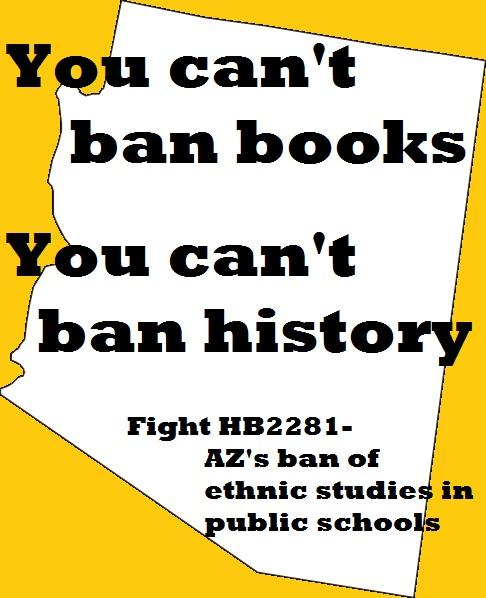 You can't
ban books
You can't
ban history
Fight HB2281-
AZ's ban of
ethnic studies in
public schools